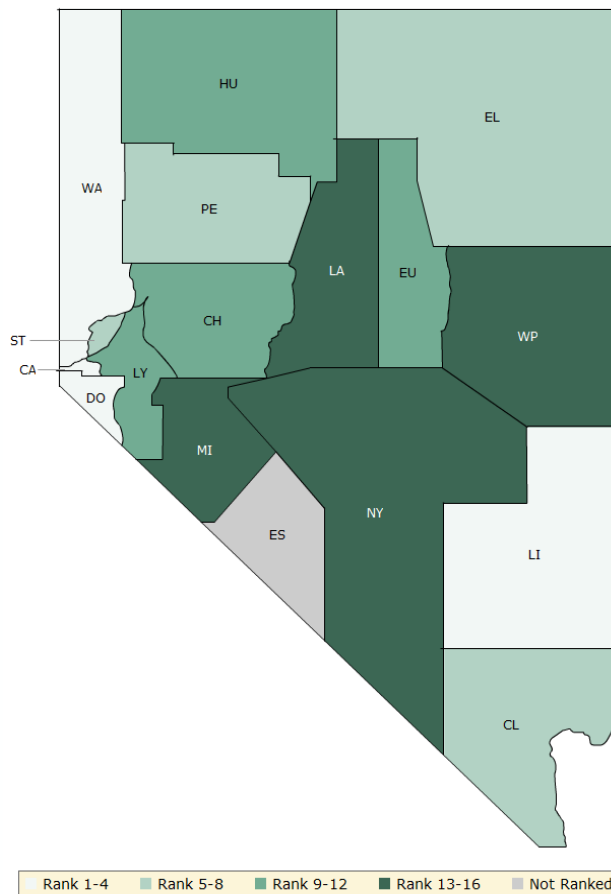 HU
EL
WA
PE
LA
EU
CH
WP
ST
CA
LY
DO
MI
NY
ES
LI
CL
Rank 1-4 Rank 5-8 Rank 9-12 Rank 13-16 Not Ranked